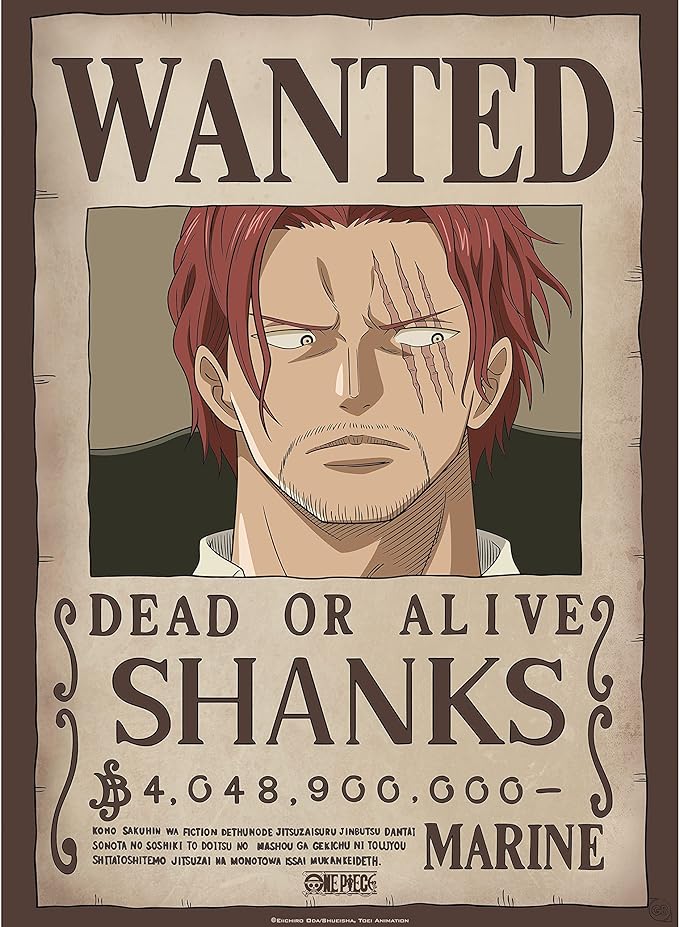 WANTED
DEAD OR ALIVE
SHANKS
฿4,048,900,000—
KONO SAKUHIN WA FICTION DETHUNODE JITSUZAISURU JINBUTSU DANTAI
SONOTA NO SOSHIKI TO DOITSU NO MASHOU GA GEKICHU NI TOUJYOU
SHITATOSHITEMO JITSUZAI NA MONOTOWA ISSAI MUKANKEIDETH.
MARINE
ONE PIECE
©EIICHIRO ODA/SHUEISHA, TOEI ANIMATION